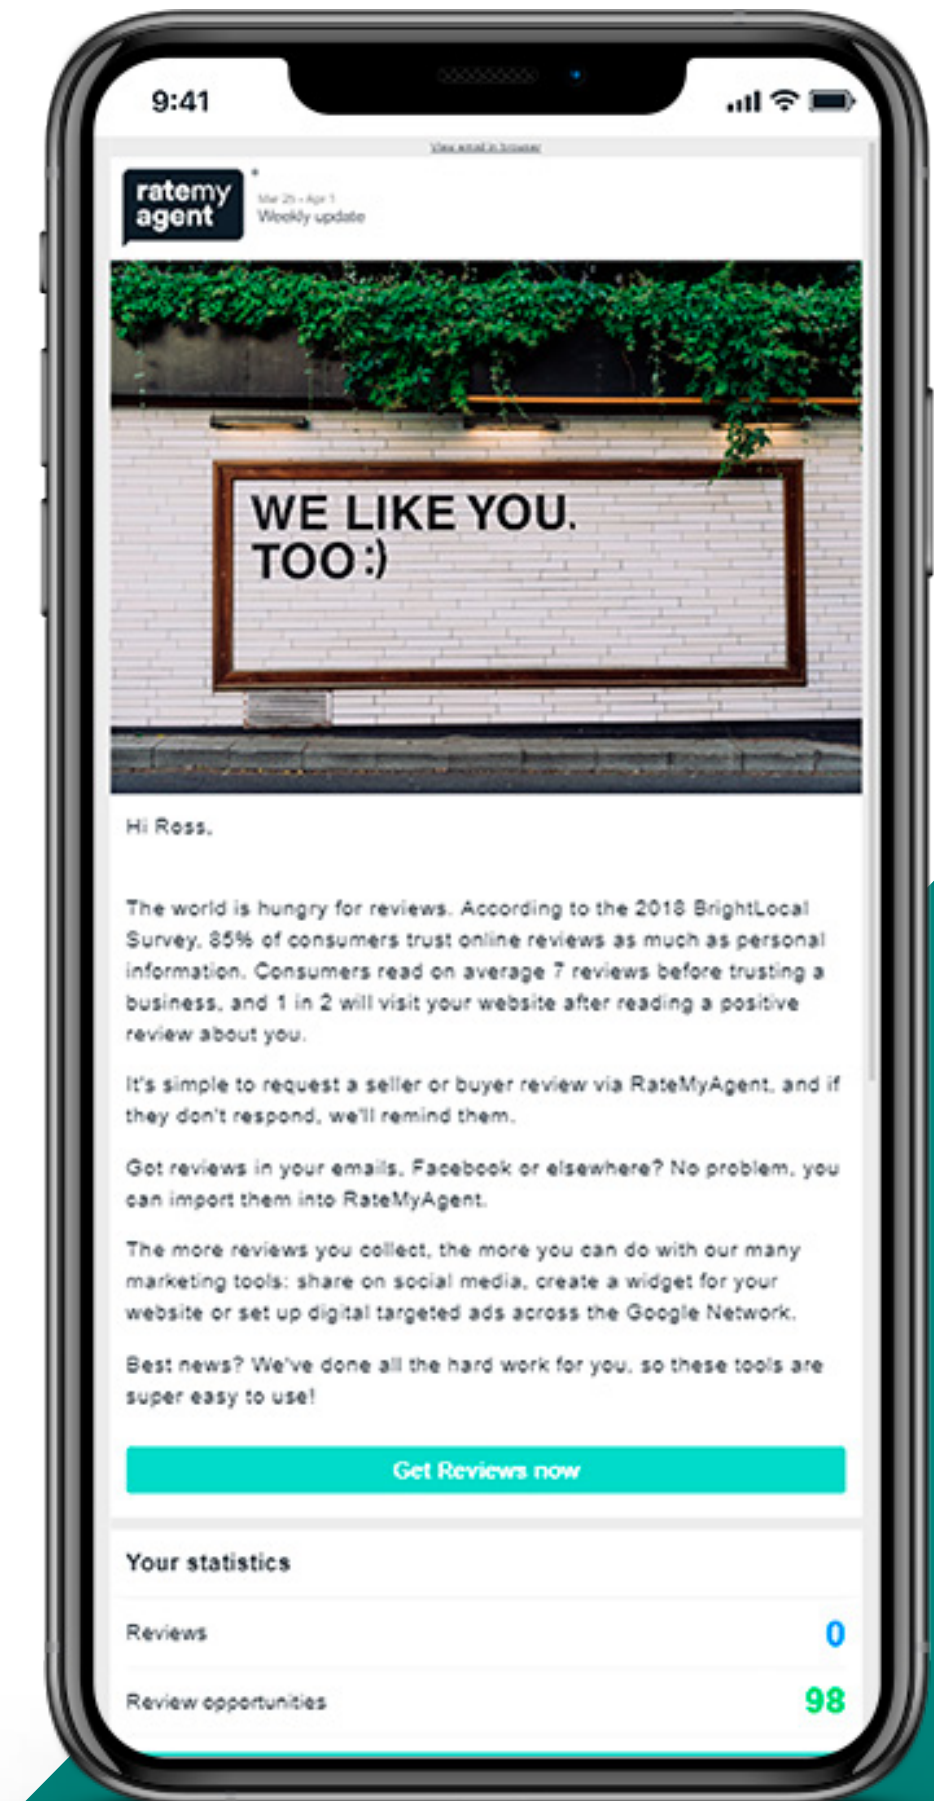 9:41
View email in browser
ratemy
agent
Mar 25 - Apr 1
Weekly update
WE LIKE YOU.
TOO :)
Hi Ross,
The world is hungry for reviews. According to the 2018 BrightLocal
Survey, 85% of consumers trust online reviews as much as personal
information. Consumers read on average 7 reviews before trusting a
business, and 1 in 2 will visit your website after reading a positive
review about you.
It's simple to request a seller or buyer review via RateMyAgent, and if
they don't respond, we'll remind them.
Got reviews in your emails, Facebook or elsewhere? No problem, you
can import them into RateMyAgent.
The more reviews you collect, the more you can do with our many
marketing tools: share on social media, create a widget for your
website or set up digital targeted ads across the Google Network.
Best news? We've done all the hard work for you, so these tools are
super easy to use!
Get Reviews now
Your statistics
Reviews 0
Review opportunities 98